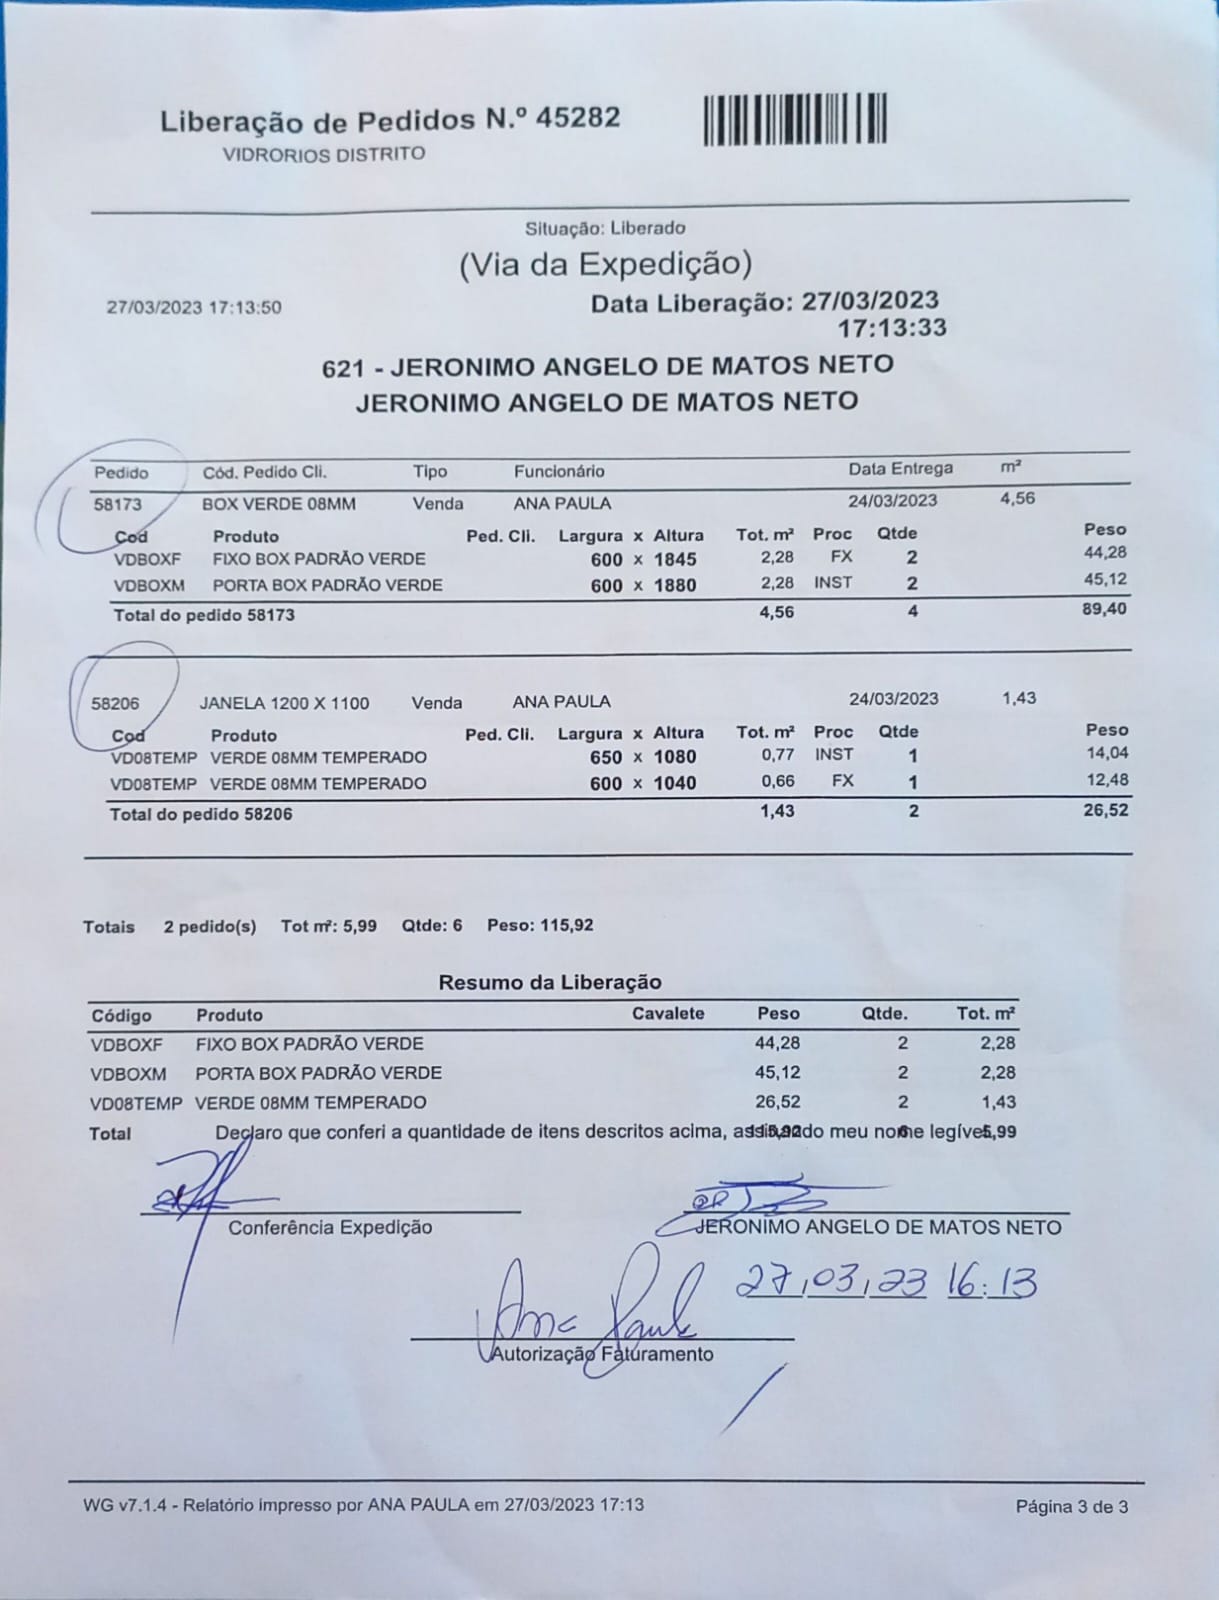 Liberação de Pedidos N.º 45282
VIDRORIOS DISTRITO
Situação: Liberado
(Via da Expedição)
27/03/2023 17:13:50 Data Liberação: 27/03/2023
17:13:33
621 - JERONIMO ANGELO DE MATOS NETO
JERONIMO ANGELO DE MATOS NETO
Pedido Cód. Pedido Cli. Tipo Funcionário Data Entrega m²
58173 BOX VERDE 08MM Venda ANA PAULA 24/03/2023 4,56
Cod Produto Ped. Cli. Largura x Altura Tot. m² Proc Qtde Peso
VDBOXF FIXO BOX PADRÃO VERDE 600 x 1845 2,28 FX 2 44,28
VDBOXM PORTA BOX PADRÃO VERDE 600 x 1880 2,28 INST 2 45,12
Total do pedido 58173 4,56 4 89,40
58206 JANELA 1200 X 1100 Venda ANA PAULA 24/03/2023 1,43
Cod Produto Ped. Cli. Largura x Altura Tot. m² Proc Qtde Peso
VD08TEMP VERDE 08MM TEMPERADO 650 x 1080 0,77 INST 1 14,04
VD08TEMP VERDE 08MM TEMPERADO 600 x 1040 0,66 FX 1 12,48
Total do pedido 58206 1,43 2 26,52
Totais 2 pedido(s) Tot m²: 5,99 Qtde: 6 Peso: 115,92
Resumo da Liberação
Código Produto Cavalete Peso Qtde. Tot. m²
VDBOXF FIXO BOX PADRÃO VERDE 44,28 2 2,28
VDBOXM PORTA BOX PADRÃO VERDE 45,12 2 2,28
VD08TEMP VERDE 08MM TEMPERADO 26,52 2 1,43
Total Declaro que conferi a quantidade de itens descritos acima, assinando meu nome legível 115,92 6 5,99
Conferência Expedição JERONIMO ANGELO DE MATOS NETO
27/03/23 16:13
Ana Paula
Autorização Faturamento
WG v7.1.4 - Relatório impresso por ANA PAULA em 27/03/2023 17:13 Página 3 de 3